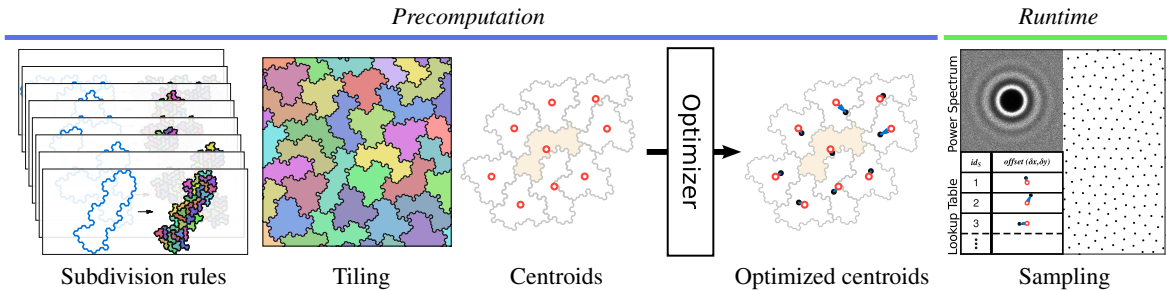 Precomputation
Runtime
Optimizer
Power Spectrum
Lookup Table
id_S offset (δx,δy)
1
2
3
Subdivision rules
Tiling
Centroids
Optimized centroids
Sampling